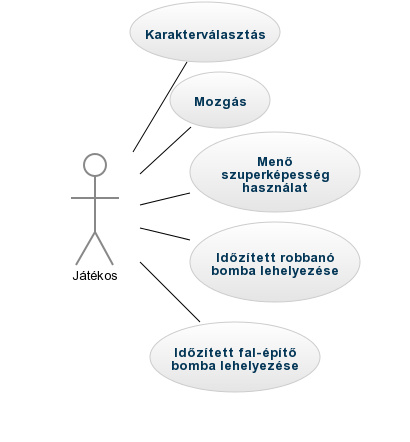 Karakterválasztás
Mozgás
Menő
szuperképesség
használat
Időzített robbanó
bomba lehelyezése
Játékos
Időzített fal-építő
bomba lehelyezése